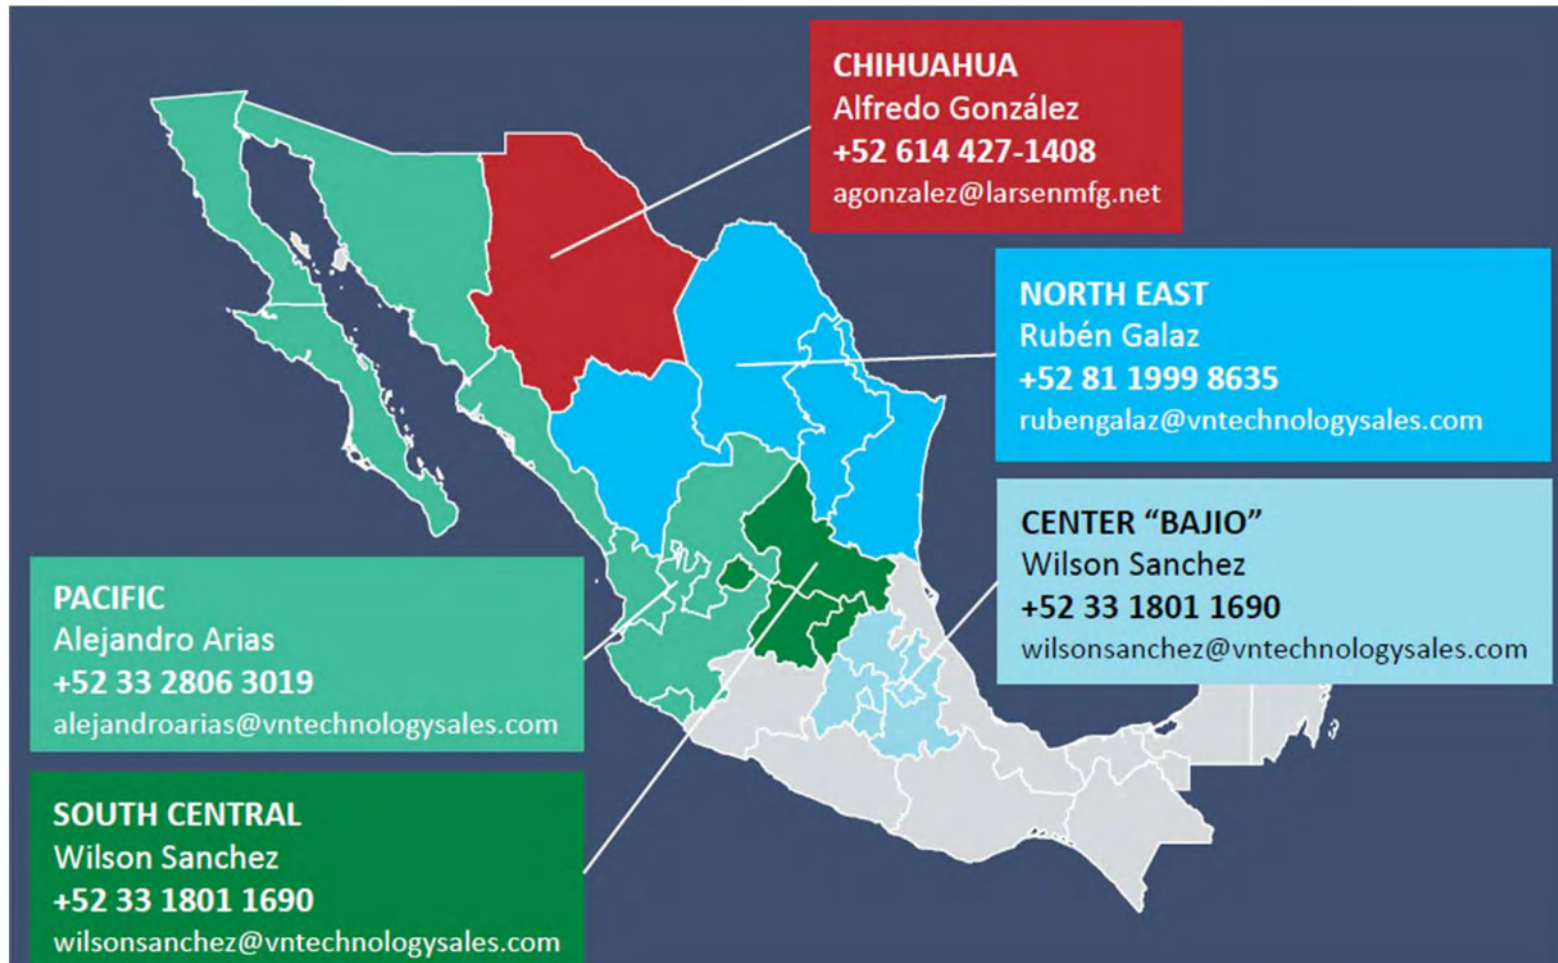 CHIHUAHUA
Alfredo González
+52 614 427-1408
agonzalez@larsenmfg.net
NORTH EAST
Rubén Galaz
+52 81 1999 8635
rubengalaz@vntechnologysales.com
CENTER “BAJIO”
Wilson Sanchez
+52 33 1801 1690
wilsonsanchez@vntechnologysales.com
PACIFIC
Alejandro Arias
+52 33 2806 3019
alejandroarias@vntechnologysales.com
SOUTH CENTRAL
Wilson Sanchez
+52 33 1801 1690
wilsonsanchez@vntechnologysales.com